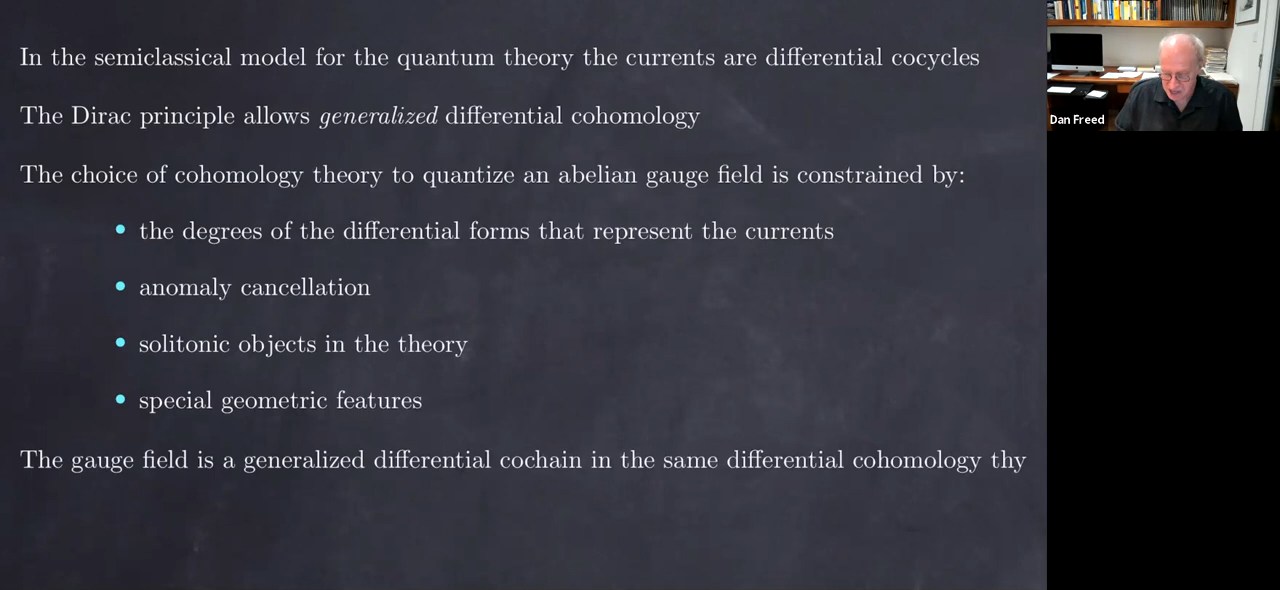 In the semiclassical model for the quantum theory the currents are differential cocycles
The Dirac principle allows generalized differential cohomology
The choice of cohomology theory to quantize an abelian gauge field is constrained by:
• the degrees of the differential forms that represent the currents
• anomaly cancellation
• solitonic objects in the theory
• special geometric features
The gauge field is a generalized differential cochain in the same differential cohomology thy
Dan Freed